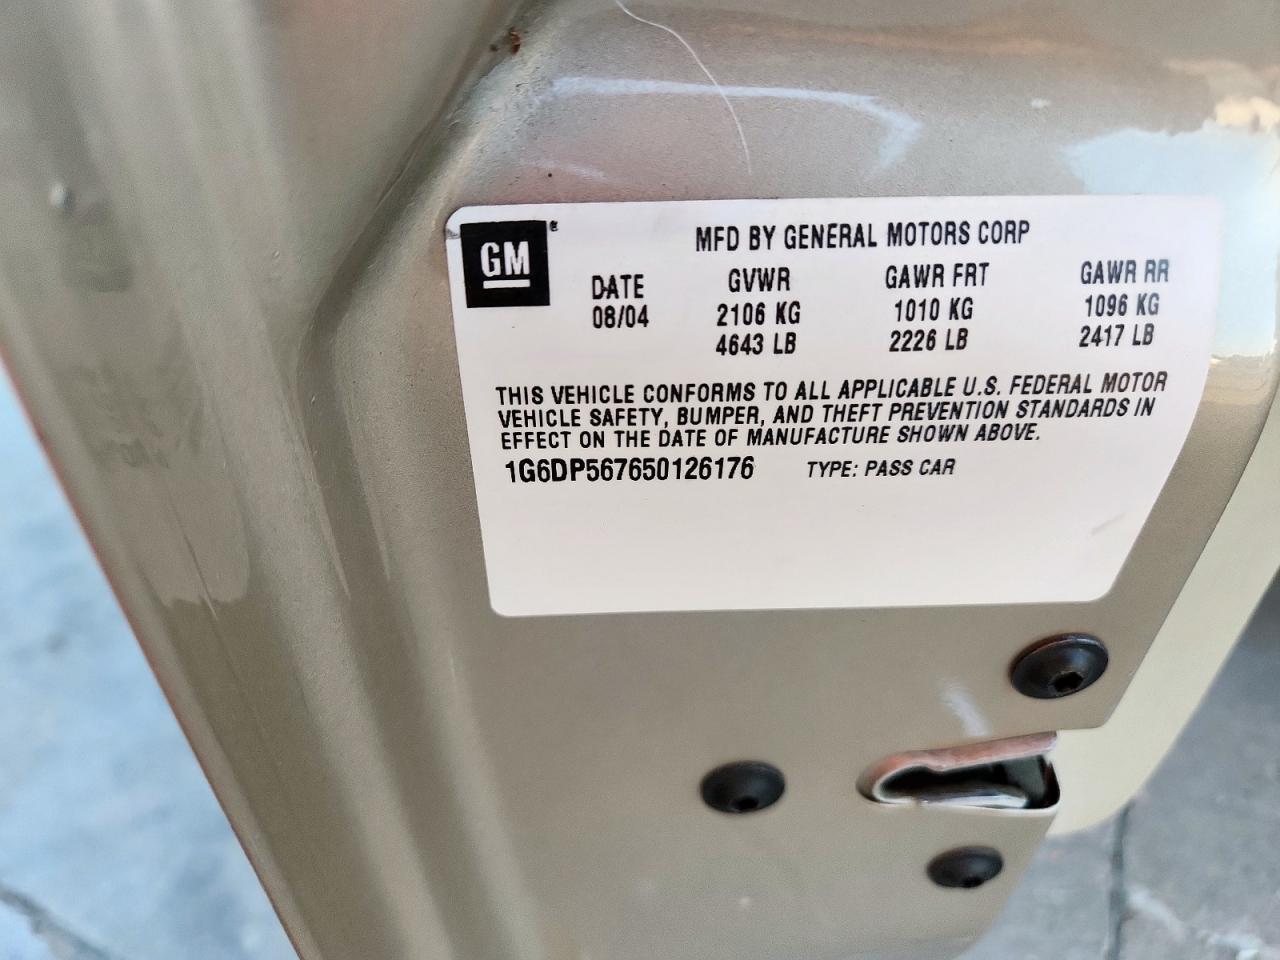 GM®
MFD BY GENERAL MOTORS CORP
DATE GVWR GAWR FRT GAWR RR
08/04 2106 KG 1010 KG 1096 KG
4643 LB 2226 LB 2417 LB
THIS VEHICLE CONFORMS TO ALL APPLICABLE U.S. FEDERAL MOTOR
VEHICLE SAFETY, BUMPER, AND THEFT PREVENTION STANDARDS IN
EFFECT ON THE DATE OF MANUFACTURE SHOWN ABOVE.
1G6DP567650126176 TYPE: PASS CAR